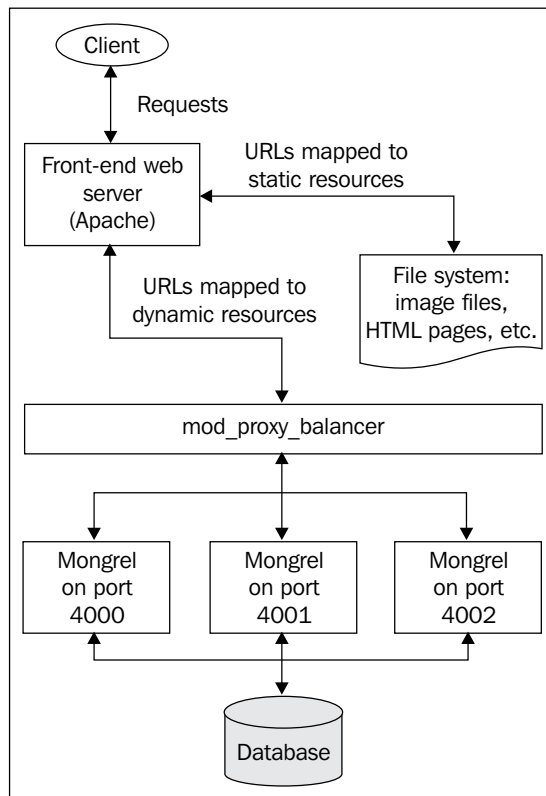 Client
Requests
Front-end web
server
(Apache)
URLs mapped to
static resources
File system:
image files,
HTML pages, etc.
URLs mapped to
dynamic resources
mod_proxy_balancer
Mongrel
on port
4000
Mongrel
on port
4001
Mongrel
on port
4002
Database